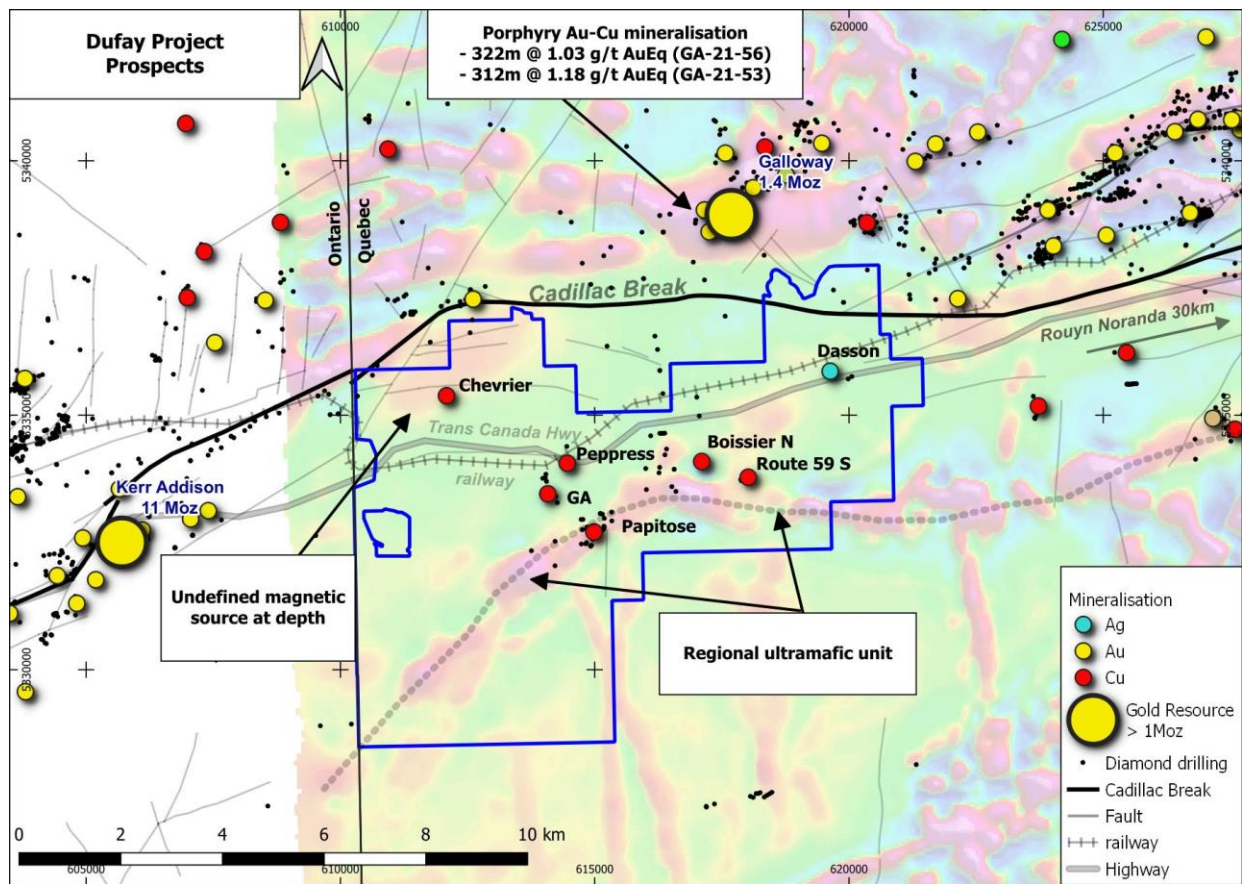 610000
620000
625000
Dufay Project
Prospects
Porphyry Au-Cu mineralisation
- 322m @ 1.03 g/t AuEq (GA-21-56)
- 312m @ 1.18 g/t AuEq (GA-21-53)
5340000
5340000
Galloway
1.4 Moz
Ontario
Quebec
Cadillac Break
Rouyn Noranda 30km
Dasson
Chevrier
5335000
5335000
Trans Canada Hwy
railway
Peppress
Boissier N
Route 59 S
GA
Papitose
Kerr Addison
11 Moz
Undefined magnetic
source at depth
Regional ultramafic unit
5330000
Mineralisation
Ag
Au
Cu
Gold Resource
> 1Moz
Diamond drilling
Cadillac Break
Fault
railway
Highway
0 2 4 6 8 10 km
605000
610000
615000
620000